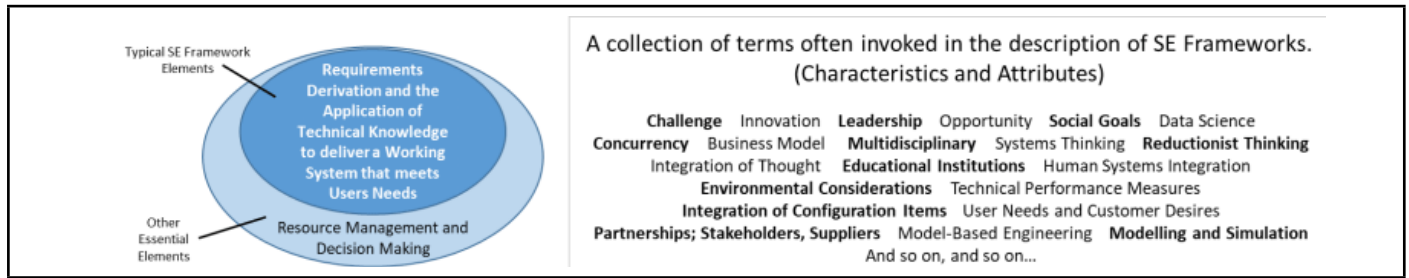 Typical SE Framework
Elements
Requirements
Derivation and the
Application of
Technical Knowledge
to deliver a Working
System that meets
Users Needs
Other
Essential
Elements
Resource Management and
Decision Making
A collection of terms often invoked in the description of SE Frameworks.
(Characteristics and Attributes)
Challenge Innovation Leadership Opportunity Social Goals Data Science
Concurrency Business Model Multidisciplinary Systems Thinking Reductionist Thinking
Integration of Thought Educational Institutions Human Systems Integration
Environmental Considerations Technical Performance Measures
Integration of Configuration Items User Needs and Customer Desires
Partnerships; Stakeholders, Suppliers Model-Based Engineering Modelling and Simulation
And so on, and so on...